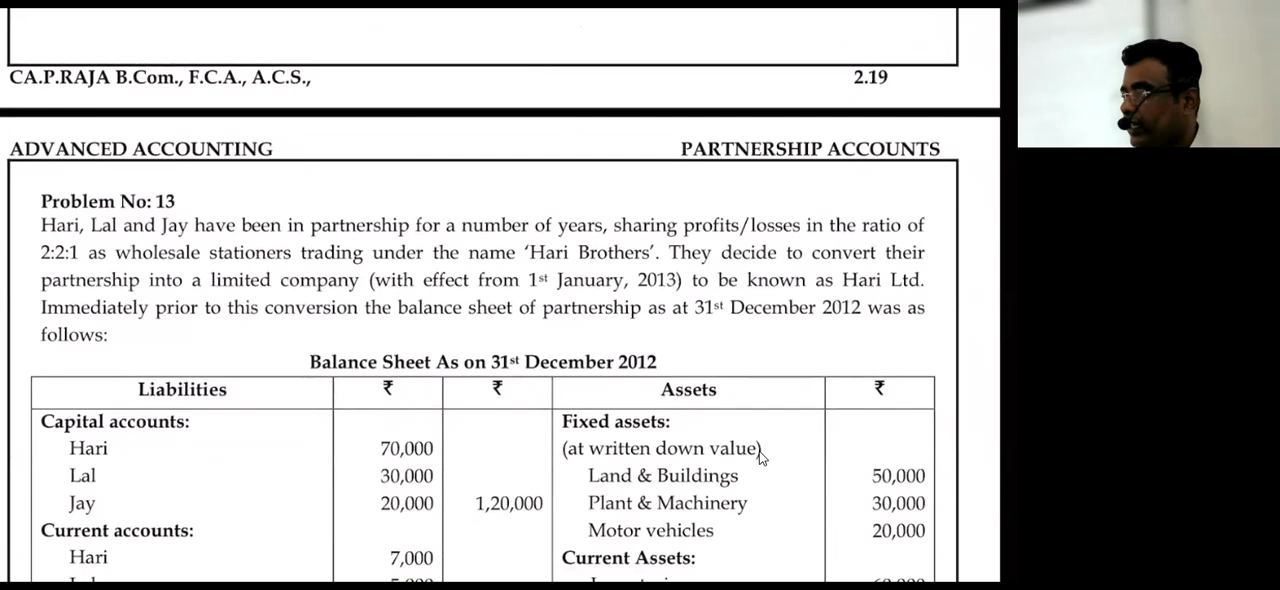 CA.P.RAJA B.Com., F.C.A., A.C.S., 2.19
ADVANCED ACCOUNTING PARTNERSHIP ACCOUNTS
Problem No: 13
Hari, Lal and Jay have been in partnership for a number of years, sharing profits/losses in the ratio of
2:2:1 as wholesale stationers trading under the name ‘Hari Brothers’. They decide to convert their
partnership into a limited company (with effect from 1st January, 2013) to be known as Hari Ltd.
Immediately prior to this conversion the balance sheet of partnership as at 31st December 2012 was as
follows:
Balance Sheet As on 31st December 2012
Liabilities ₹ ₹ Assets ₹
Capital accounts: Fixed assets:
Hari 70,000 (at written down value)
Lal 30,000 Land & Buildings 50,000
Jay 20,000 1,20,000 Plant & Machinery 30,000
Current accounts: Motor vehicles 20,000
Hari 7,000 Current Assets: